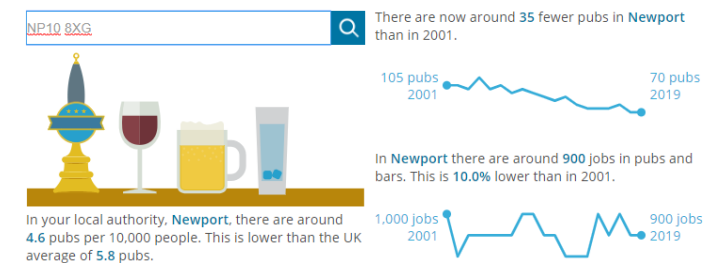 NP10 8XG
In your local authority, Newport, there are around
4.6 pubs per 10,000 people. This is lower than the UK
average of 5.8 pubs.
There are now around 35 fewer pubs in Newport
than in 2001.
105 pubs
2001
70 pubs
2019
In Newport there are around 900 jobs in pubs and
bars. This is 10.0% lower than in 2001.
1,000 jobs
2001
900 jobs
2019